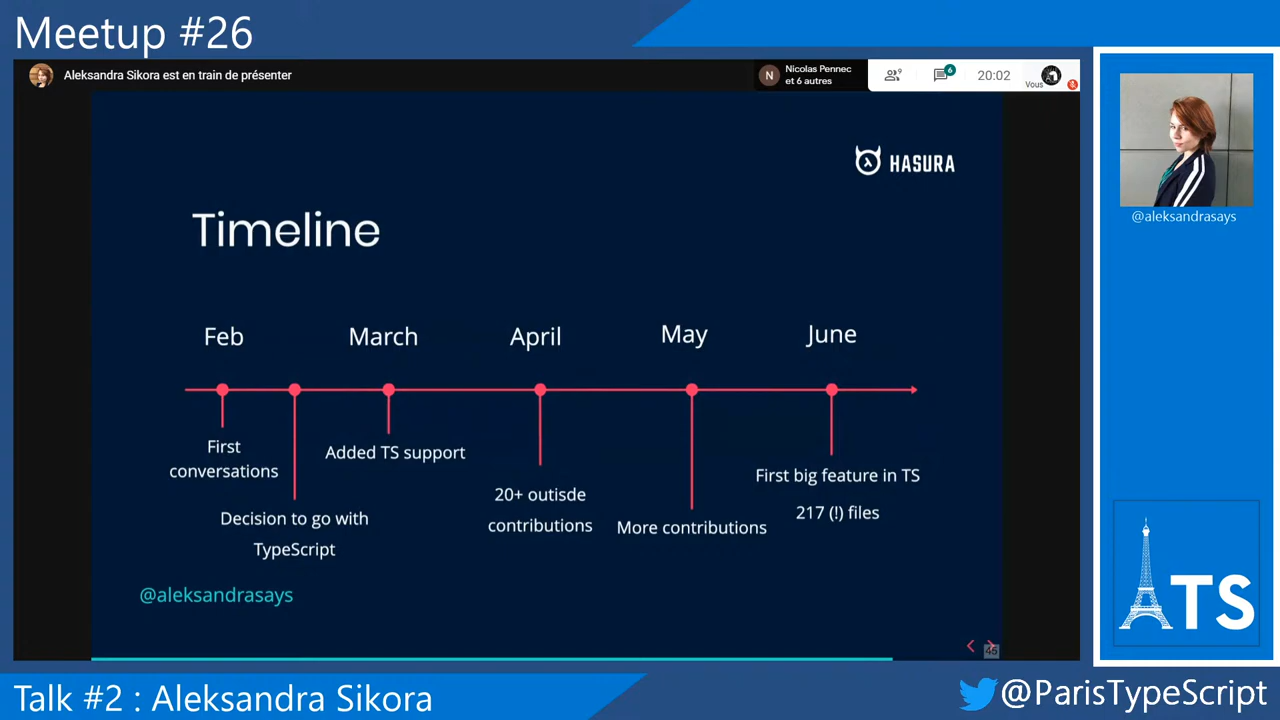 Meetup #26
Aleksandra Sikora est en train de présenter
N
Nicolas Pennec
et 6 autres
9
6
20:02
Vous
HASURA
Timeline
Feb
March
April
May
June
First
conversations
Decision to go with
TypeScript
Added TS support
20+ outisde
contributions
More contributions
First big feature in TS
217 (!) files
@aleksandrasays
46
@aleksandrasays
TS
Talk #2 : Aleksandra Sikora
@ParisTypeScript